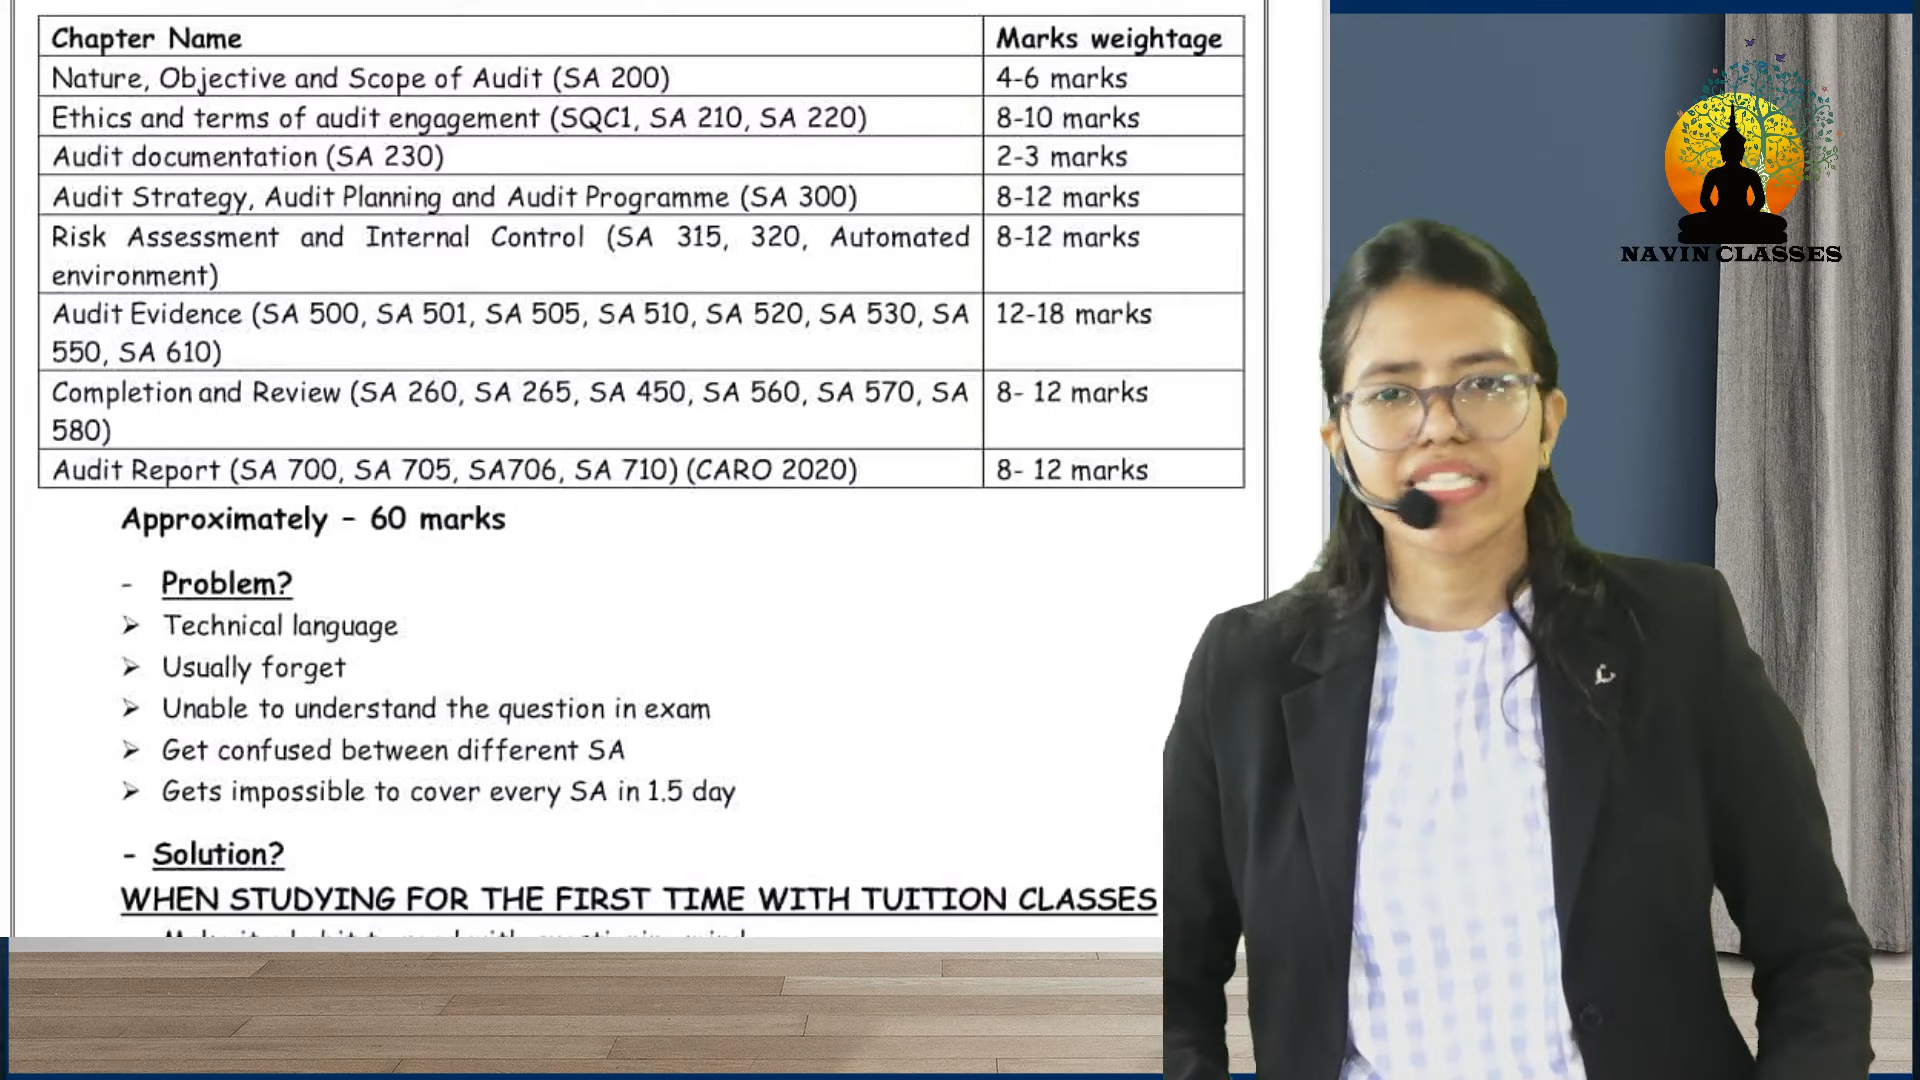 Chapter Name
Marks weightage
Nature, Objective and Scope of Audit (SA 200)
4-6 marks
Ethics and terms of audit engagement (SQC1, SA 210, SA 220)
8-10 marks
Audit documentation (SA 230)
2-3 marks
Audit Strategy, Audit Planning and Audit Programme (SA 300)
8-12 marks
Risk Assessment and Internal Control (SA 315, 320, Automated
environment)
8-12 marks
Audit Evidence (SA 500, SA 501, SA 505, SA 510, SA 520, SA 530, SA
550, SA 610)
12-18 marks
Completion and Review (SA 260, SA 265, SA 450, SA 560, SA 570, SA
580)
8- 12 marks
Audit Report (SA 700, SA 705, SA706, SA 710) (CARO 2020)
8- 12 marks
Approximately – 60 marks
- Problem?
➢ Technical language
➢ Usually forget
➢ Unable to understand the question in exam
➢ Get confused between different SA
➢ Gets impossible to cover every SA in 1.5 day
- Solution?
WHEN STUDYING FOR THE FIRST TIME WITH TUITION CLASSES
NAVIN CLASSES